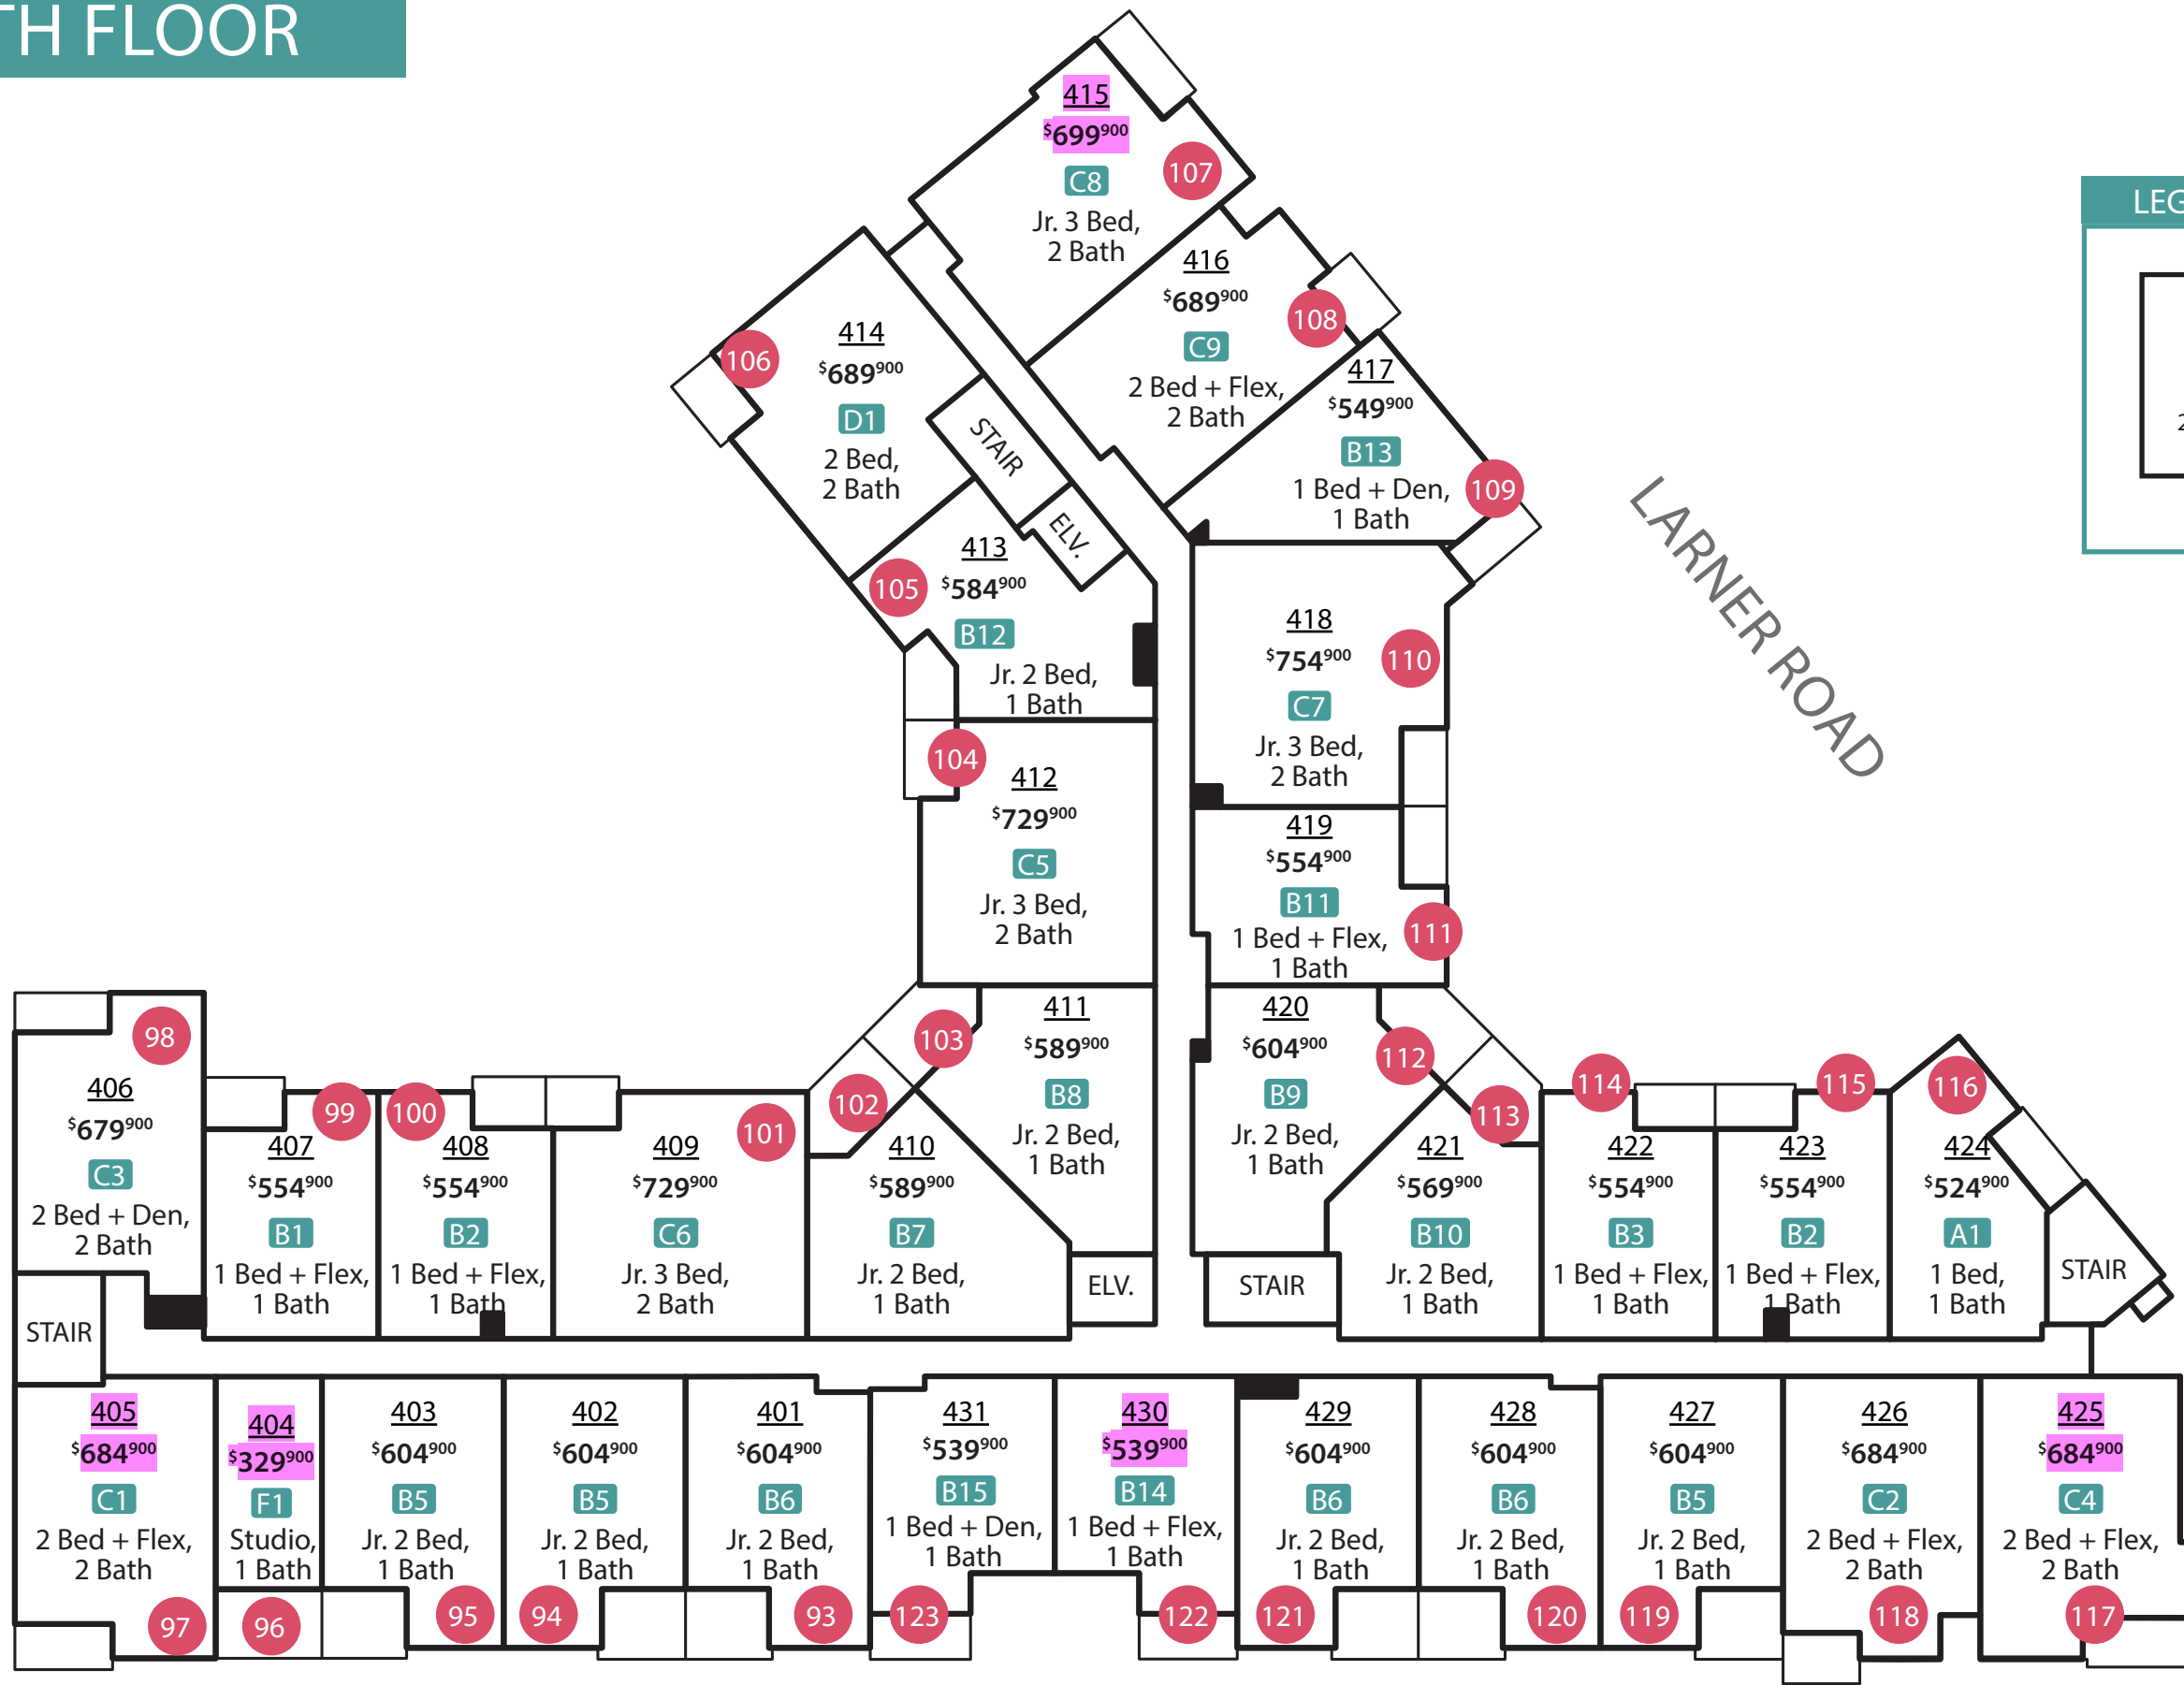 TH FLOOR
415
$699900
C8
107
Jr. 3 Bed,
2 Bath
LEG
416
$689900
C9
108
2 Bed + Flex,
2 Bath
414
106
$689900
D1
2 Bed,
2 Bath
STAIR
ELV.
417
$549900
B13
109
1 Bed + Den,
1 Bath
LARNER ROAD
413
105
$584900
B12
Jr. 2 Bed,
1 Bath
418
$754900
110
C7
Jr. 3 Bed,
2 Bath
104
412
$729900
C5
Jr. 3 Bed,
2 Bath
419
$554900
B11
111
1 Bed + Flex,
1 Bath
98
406
$679900
C3
2 Bed + Den,
2 Bath
STAIR
99
407
$554900
B1
1 Bed + Flex,
1 Bath
100
408
$554900
B2
1 Bed + Flex,
1 Bath
101
409
$729900
C6
Jr. 3 Bed,
2 Bath
102
410
$589900
B7
Jr. 2 Bed,
1 Bath
103
411
$589900
B8
Jr. 2 Bed,
1 Bath
ELV.
420
$604900
112
B9
Jr. 2 Bed,
1 Bath
STAIR
113
421
$569900
B10
Jr. 2 Bed,
1 Bath
114
422
$554900
B3
1 Bed + Flex,
1 Bath
115
423
$554900
B2
1 Bed + Flex,
1 Bath
116
424
$524900
A1
1 Bed,
1 Bath
STAIR
405
$684900
C1
2 Bed + Flex,
2 Bath
97
404
$329900
F1
Studio,
1 Bath
96
403
$604900
B5
Jr. 2 Bed,
1 Bath
95
402
$604900
B5
Jr. 2 Bed,
1 Bath
94
401
$604900
B6
Jr. 2 Bed,
1 Bath
93
431
$539900
B15
1 Bed + Den,
1 Bath
123
430
$539900
B14
1 Bed + Flex,
1 Bath
122
429
$604900
B6
Jr. 2 Bed,
1 Bath
121
428
$604900
B6
Jr. 2 Bed,
1 Bath
120
427
$604900
B5
Jr. 2 Bed,
1 Bath
119
426
$684900
C2
2 Bed + Flex,
2 Bath
118
425
$684900
C4
2 Bed + Flex,
2 Bath
117